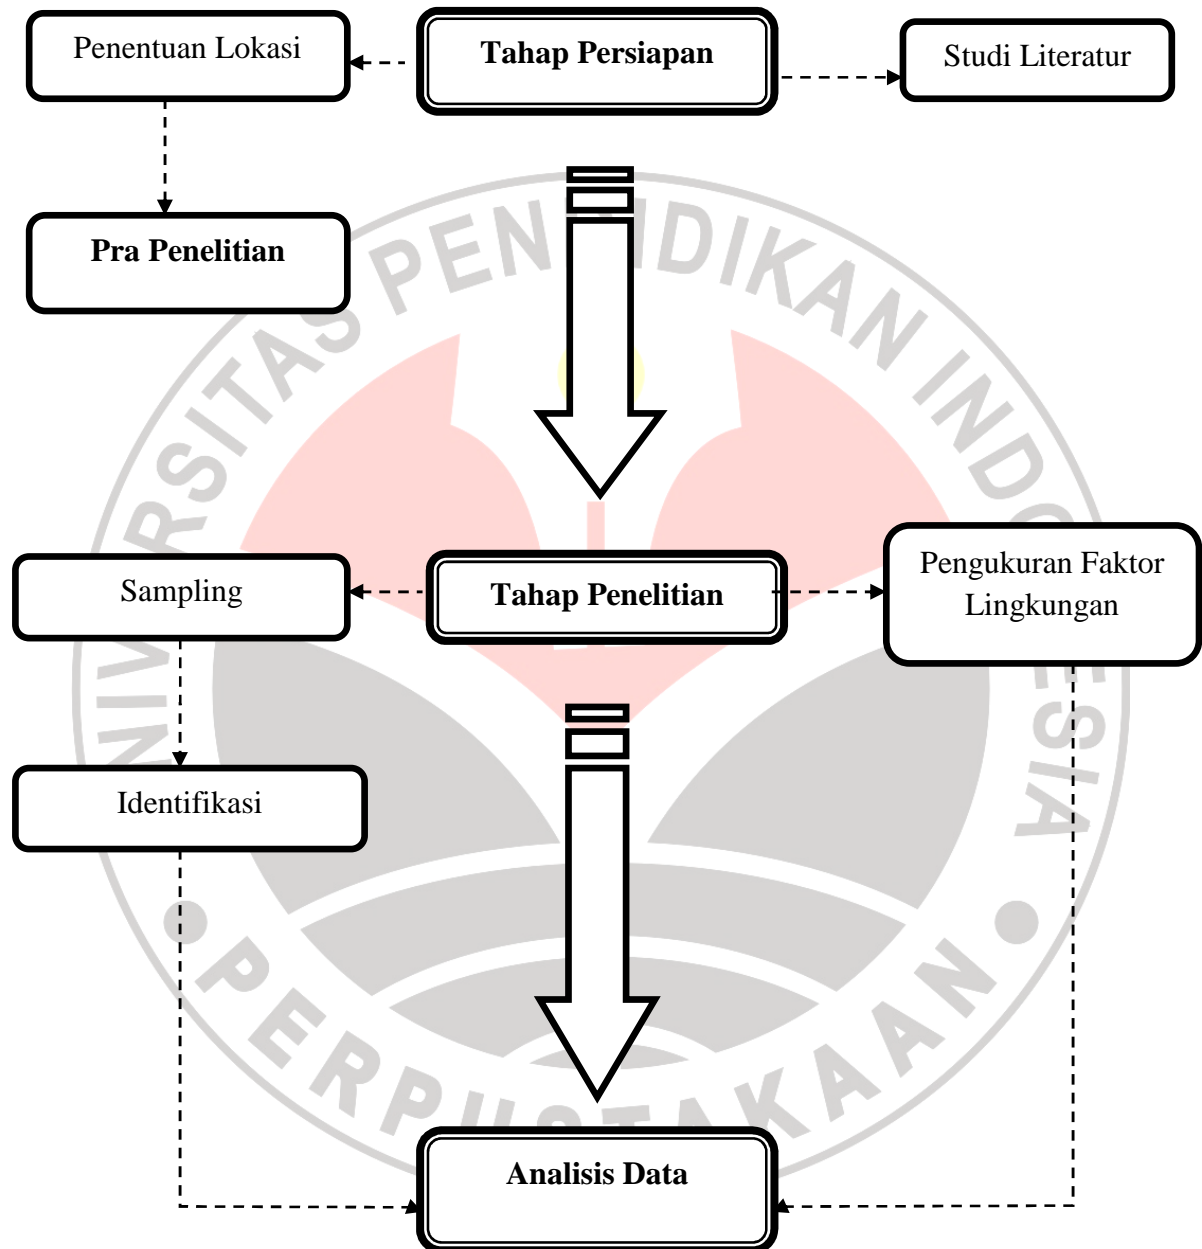 Penentuan Lokasi
Tahap Persiapan
Studi Literatur
Pra Penelitian
Sampling
Tahap Penelitian
Pengukuran Faktor
Lingkungan
Identifikasi
Analisis Data
UNIVERSITAS PENDIDIKAN INDONESIA
PERPUSTAKAAN